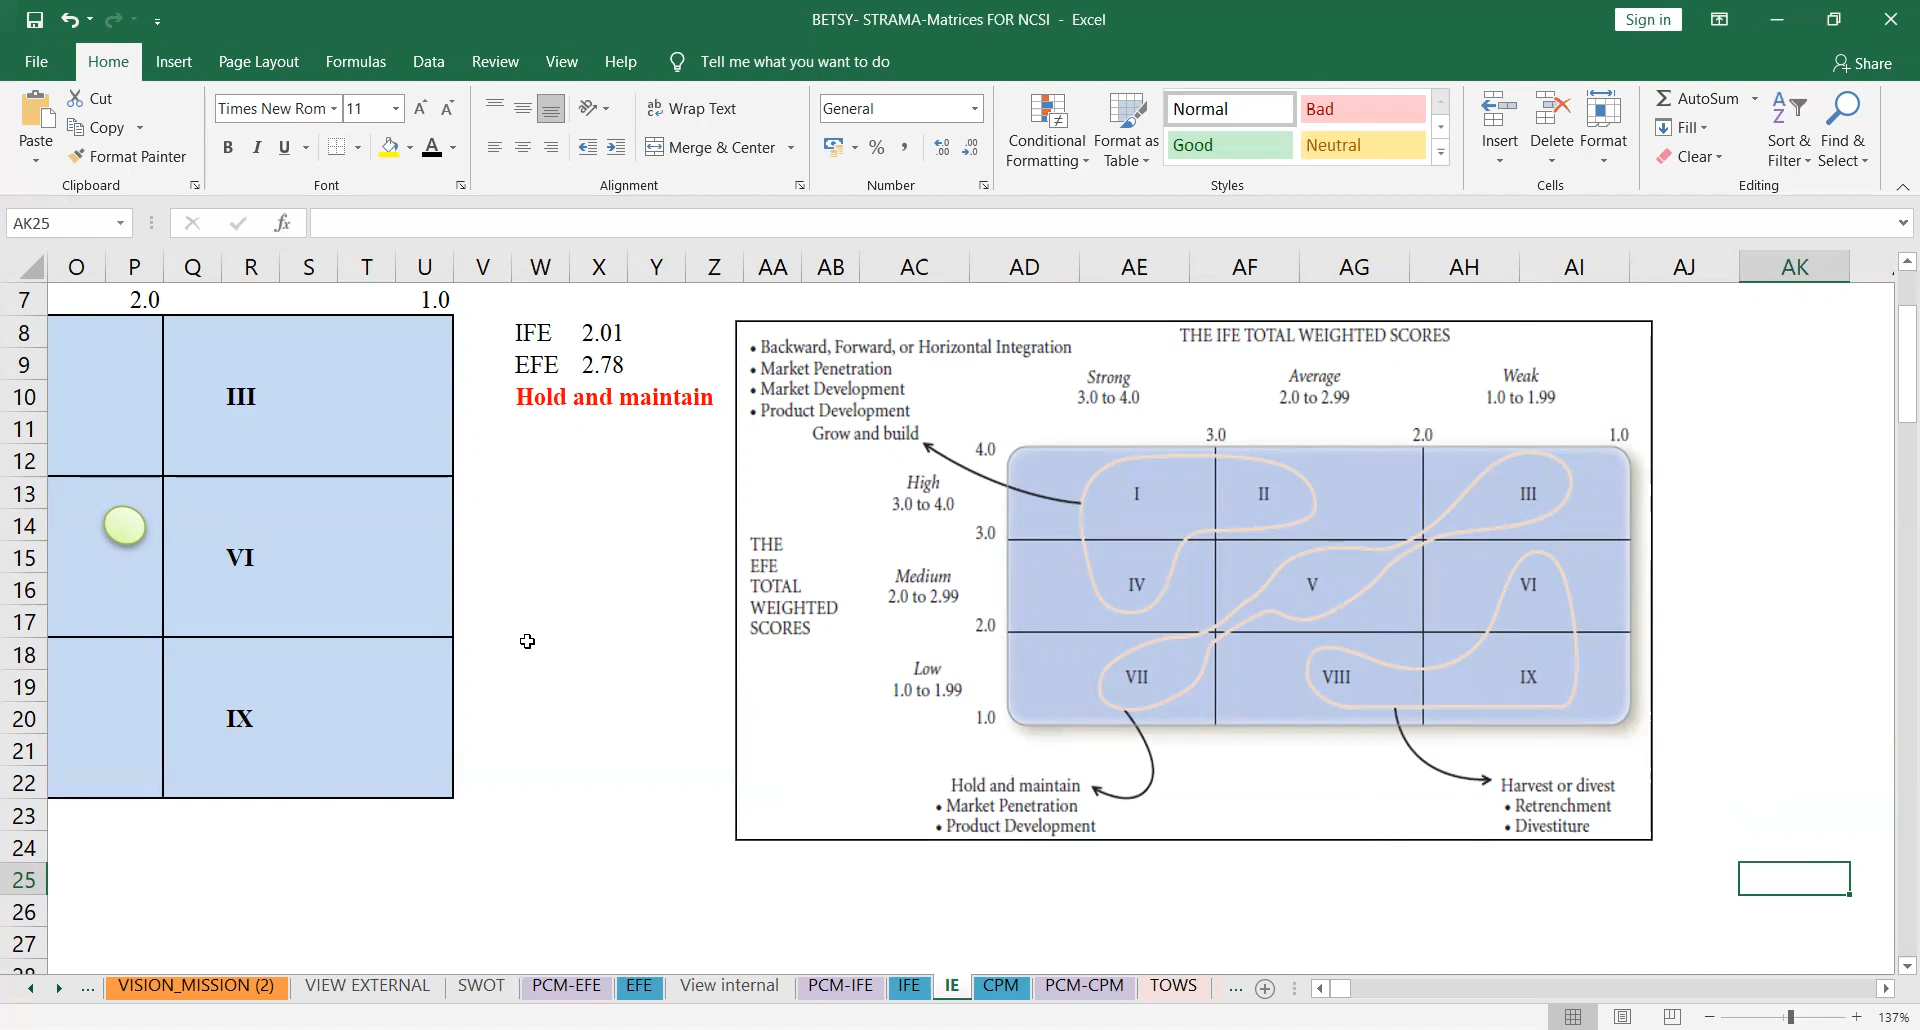 BETSY- STRAMA-Matrices FOR NCSI - Excel
Sign in
File Home Insert Page Layout Formulas Data Review View Help Tell me what you want to do
Share
Paste
Cut
Copy
Format Painter
Clipboard
Times New Rom 11
B I U
Font
Wrap Text
Merge & Center
Alignment
General
Number
Conditional Formatting
Format as Table
Normal Bad
Good Neutral
Styles
Insert Delete Format
Cells
AutoSum
Fill
Clear
Sort & Filter
Find & Select
Editing
AK25
fx
O P Q R S T U V W X Y Z AA AB AC AD AE AF AG AH AI AJ AK
7
8
9
10
11
12
13
14
15
16
17
18
19
20
21
22
23
24
25
26
27
2.0 1.0
III
VI
IX
IFE 2.01
EFE 2.78
Hold and maintain
THE IFE TOTAL WEIGHTED SCORES
• Backward, Forward, or Horizontal Integration
• Market Penetration
• Market Development
• Product Development
Grow and build
Strong
3.0 to 4.0
Average
2.0 to 2.99
Weak
1.0 to 1.99
3.0 2.0 1.0
4.0
High
3.0 to 4.0
I II III
3.0
THE
EFE
TOTAL
WEIGHTED
SCORES
Medium
2.0 to 2.99
IV V VI
2.0
Low
1.0 to 1.99
VII VIII IX
1.0
Hold and maintain
• Market Penetration
• Product Development
Harvest or divest
• Retrenchment
• Divestiture
... VISION_MISSION (2) VIEW EXTERNAL SWOT PCM-EFE EFE View internal PCM-IFE IFE IE CPM PCM-CPM TOWS ...
137%